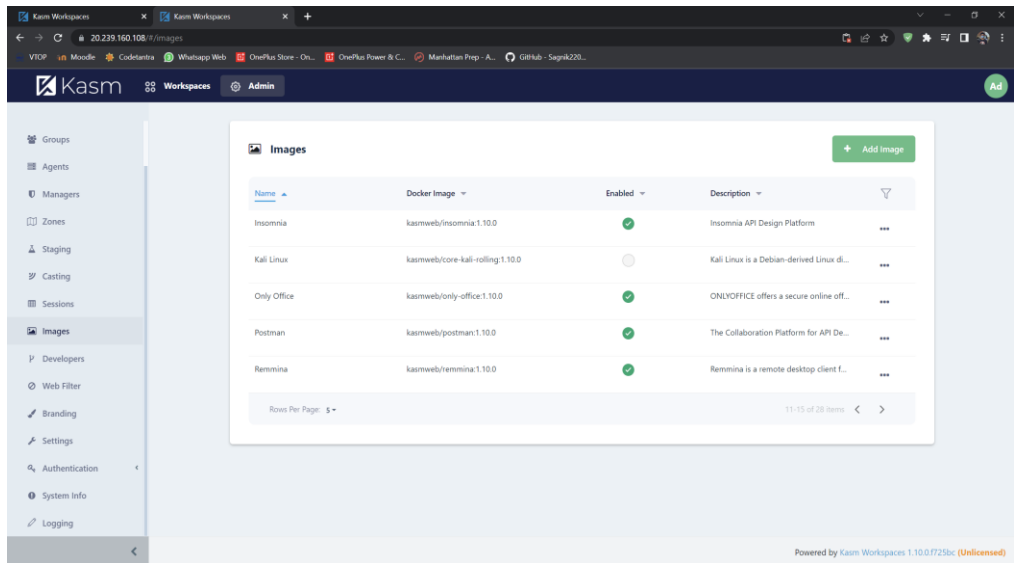 Kasm Workspaces
Kasm Workspaces
20.239.160.108/#/images
VTOP Moodle Codetantra Whatsapp Web OnePlus Store - On... OnePlus Power & C... Manhattan Prep - A... GitHub - Sagnik220...
Kasm Workspaces Admin Ad
Groups
Agents
Managers
Zones
Staging
Casting
Sessions
Images
Developers
Web Filter
Branding
Settings
Authentication
System Info
Logging
Images + Add Image
Name Docker Image Enabled Description
Insomnia kasmweb/insomnia:1.10.0 Insomnia API Design Platform
Kali Linux kasmweb/core-kali-rolling:1.10.0 Kali Linux is a Debian-derived Linux di...
Only Office kasmweb/only-office:1.10.0 ONLYOFFICE offers a secure online off...
Postman kasmweb/postman:1.10.0 The Collaboration Platform for API De...
Remmina kasmweb/remmina:1.10.0 Remmina is a remote desktop client f...
Rows Per Page: 5 11-15 of 28 items
Powered by Kasm Workspaces 1.10.0.f725bc (Unlicensed)